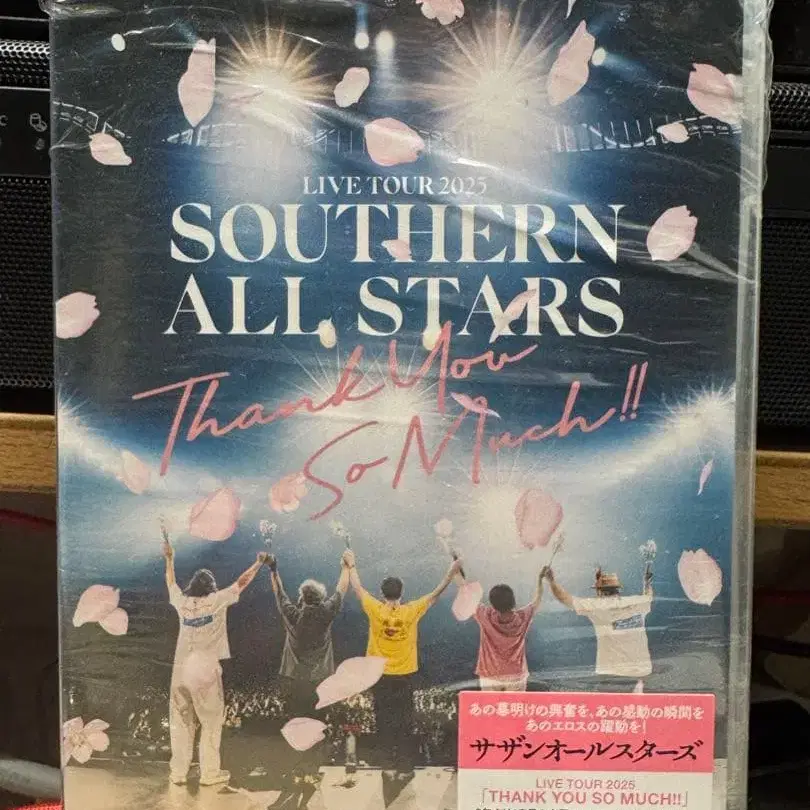 LIVE TOUR 2025
SOUTHERN
ALL STARS
Thank You
So Much!!
あの幕明けの興奮を、あの感動の瞬間を
あのエロスの躍動を!
サザンオールスターズ
LIVE TOUR 2025
「THANK YOU SO MUCH!!」